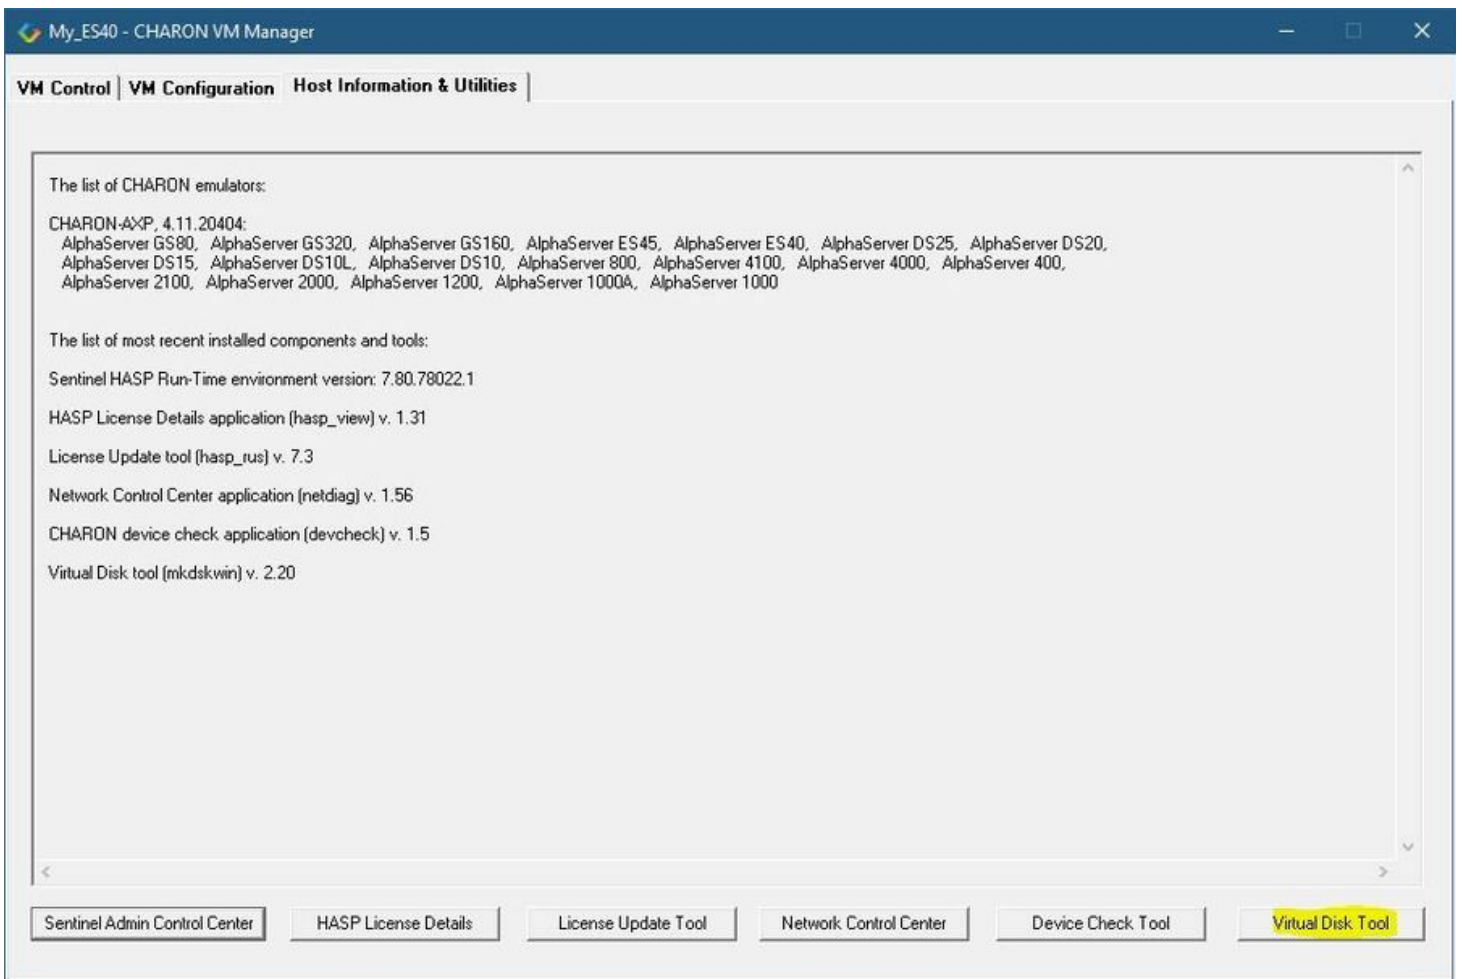 My_ES40 - CHARON VM Manager
VM Control
VM Configuration
Host Information & Utilities
The list of CHARON emulators:
CHARON-AXP, 4.11.20404:
AlphaServer GS80, AlphaServer GS320, AlphaServer GS160, AlphaServer ES45, AlphaServer ES40, AlphaServer DS25, AlphaServer DS20,
AlphaServer DS15, AlphaServer DS10L, AlphaServer DS10, AlphaServer 800, AlphaServer 4100, AlphaServer 4000, AlphaServer 400,
AlphaServer 2100, AlphaServer 2000, AlphaServer 1200, AlphaServer 1000A, AlphaServer 1000
The list of most recent installed components and tools:
Sentinel HASP Run-Time environment version: 7.80.78022.1
HASP License Details application (hasp_view) v. 1.31
License Update tool (hasp_rus) v. 7.3
Network Control Center application (netdiag) v. 1.56
CHARON device check application (devcheck) v. 1.5
Virtual Disk tool (mkdskwin) v. 2.20
Sentinel Admin Control Center
HASP License Details
License Update Tool
Network Control Center
Device Check Tool
Virtual Disk Tool